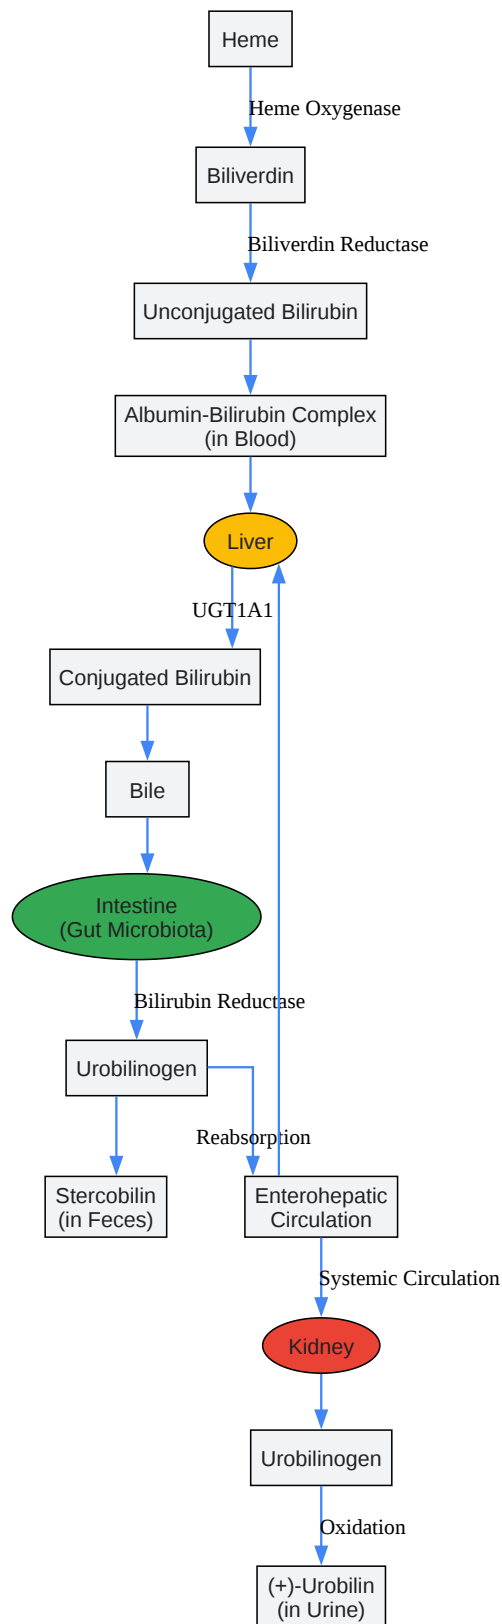 Heme
Heme Oxygenase
Biliverdin
Biliverdin Reductase
Unconjugated Bilirubin
Albumin-Bilirubin Complex
(in Blood)
Liver
UGT1A1
Conjugated Bilirubin
Bile
Intestine
(Gut Microbiota)
Bilirubin Reductase
Urobilinogen
Reabsorption
Stercobilin
(in Feces)
Enterohepatic
Circulation
Systemic Circulation
Kidney
Urobilinogen
Oxidation
(+)-Urobilin
(in Urine)